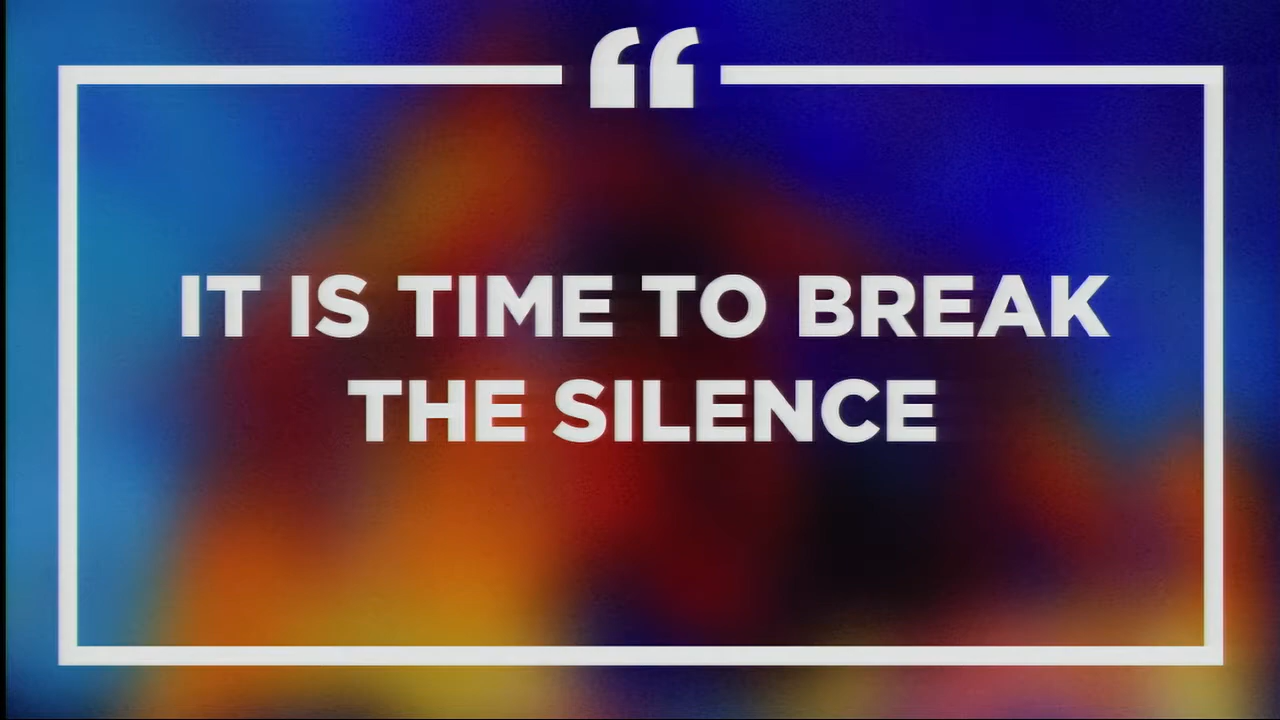 “
IT IS TIME TO BREAK
THE SILENCE